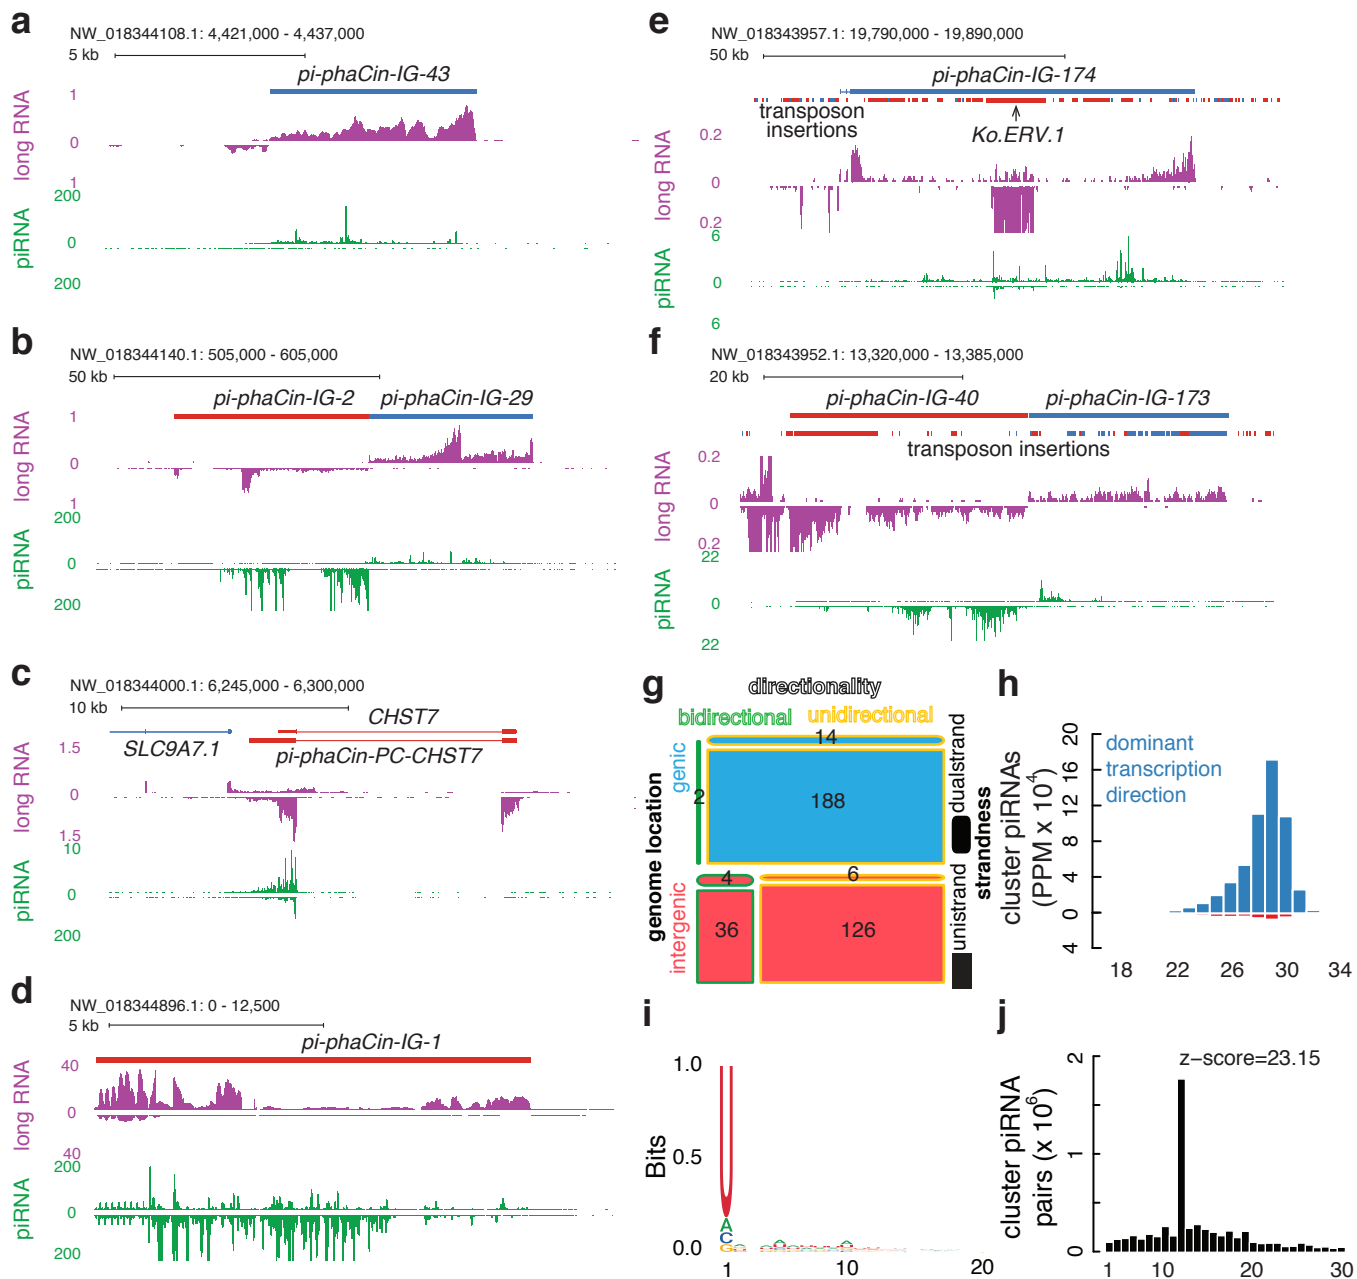 a
NW_018344108.1: 4,421,000 - 4,437,000
5 kb
pi-phaCin-IG-43
long RNA
1
0
1
piRNA
200
0
200
b
NW_018344140.1: 505,000 - 605,000
50 kb
pi-phaCin-IG-2
pi-phaCin-IG-29
long RNA
1
0
1
piRNA
200
0
200
c
NW_018344000.1: 6,245,000 - 6,300,000
10 kb
CHST7
SLC9A7.1
pi-phaCin-PC-CHST7
long RNA
1.5
0
1.5
piRNA
10
0
200
d
NW_018344896.1: 0 - 12,500
5 kb
pi-phaCin-IG-1
long RNA
40
0
40
piRNA
200
0
200
e
NW_018343957.1: 19,790,000 - 19,890,000
50 kb
pi-phaCin-IG-174
transposon
insertions
Ko.ERV.1
long RNA
0.2
0
0.2
piRNA
6
0
6
f
NW_018343952.1: 13,320,000 - 13,385,000
20 kb
pi-phaCin-IG-40
pi-phaCin-IG-173
transposon insertions
long RNA
0.2
0
0.2
piRNA
22
0
22
g
directionality
bidirectional
unidirectional
genome location
genic
intergenic
14
2
188
4
6
36
126
unistrand
dualstrand
strandness
h
cluster piRNAs
(PPM x 10⁴)
20
16
12
8
4
0
4
dominant
transcription
direction
18 22 26 30 34
i
Bits
1.0
0.5
0.0
U
A
C
G
1 10 20
j
cluster piRNA
pairs (x 10⁶)
2
1
0
z-score=23.15
1 10 20 30